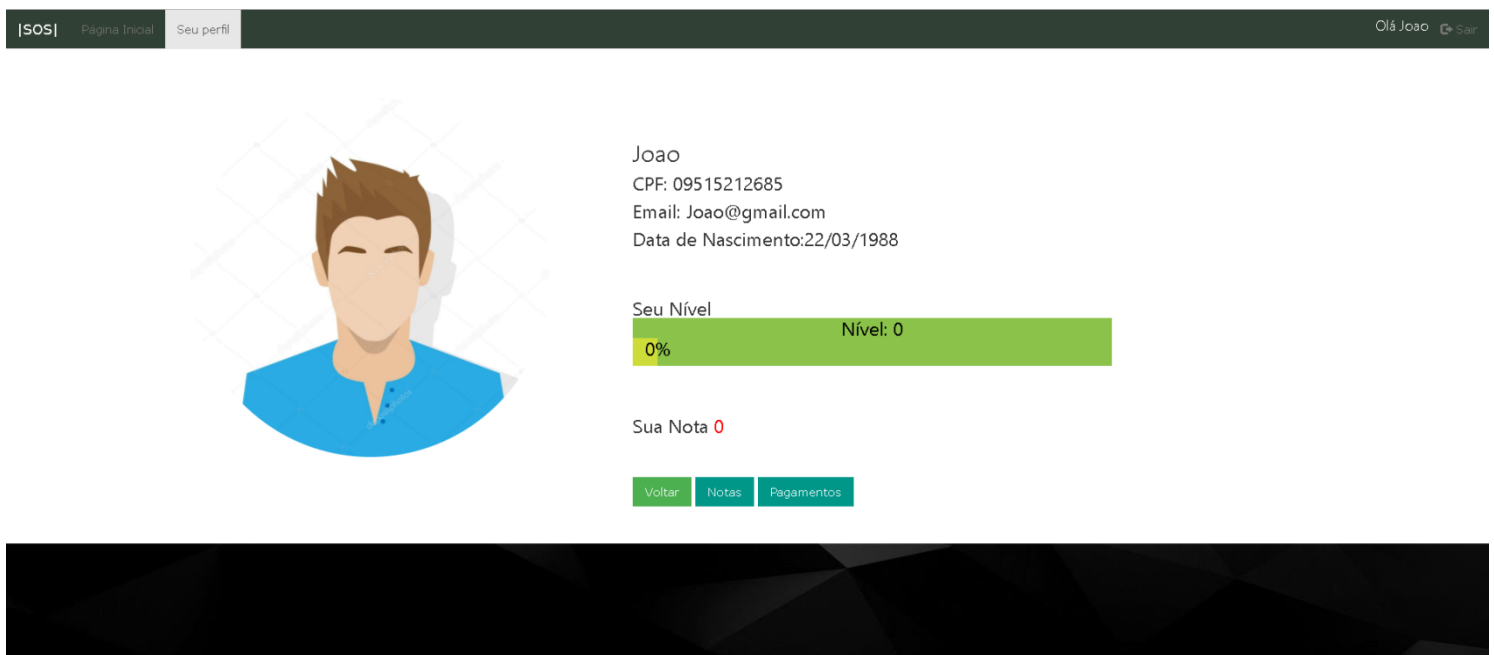 |SOS| Página Inicial Seu perfil Olá Joao Sair
Joao
CPF: 09515212685
Email: Joao@gmail.com
Data de Nascimento:22/03/1988
Seu Nível
Nível: 0
0%
Sua Nota 0
Voltar Notas Pagamentos